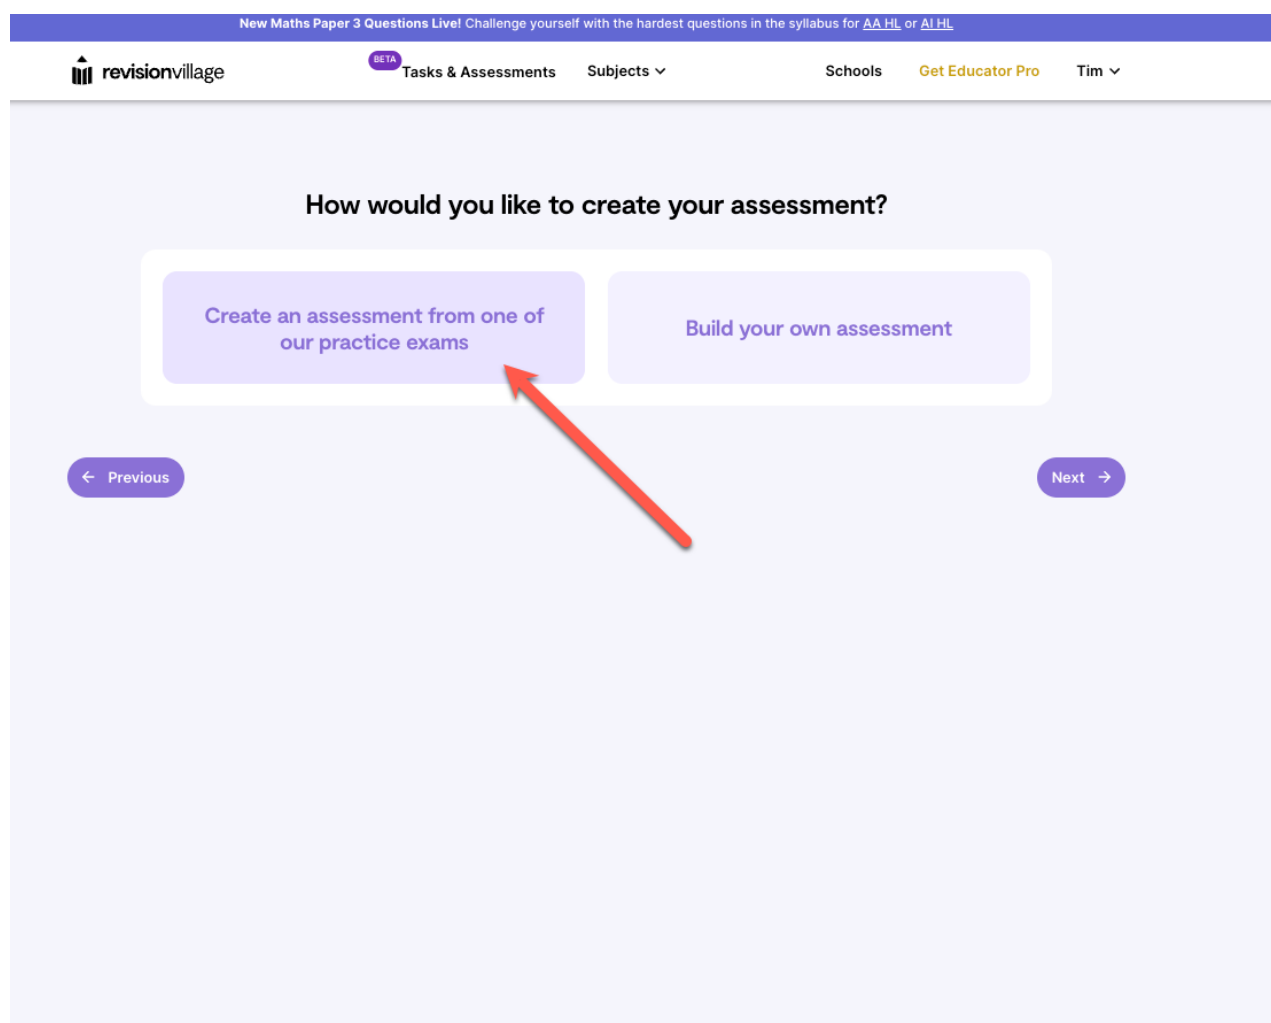 New Maths Paper 3 Questions Live! Challenge yourself with the hardest questions in the syllabus for AA HL or AI HL
revisionvillage
BETA
Tasks & Assessments
Subjects
Schools
Get Educator Pro
Tim
How would you like to create your assessment?
Create an assessment from one of
our practice exams
Build your own assessment
Previous
Next